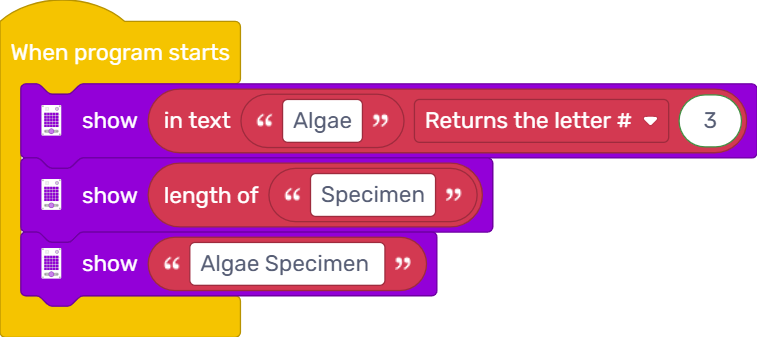 When program starts
show in text “ Algae ” Returns the letter # 3
show length of “ Specimen ”
show “ Algae Specimen ”